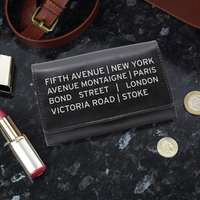 FIFTH AVENUE | NEW YORK
AVENUE MONTAIGNE | PARIS
BOND STREET | LONDON
VICTORIA ROAD | STOKE